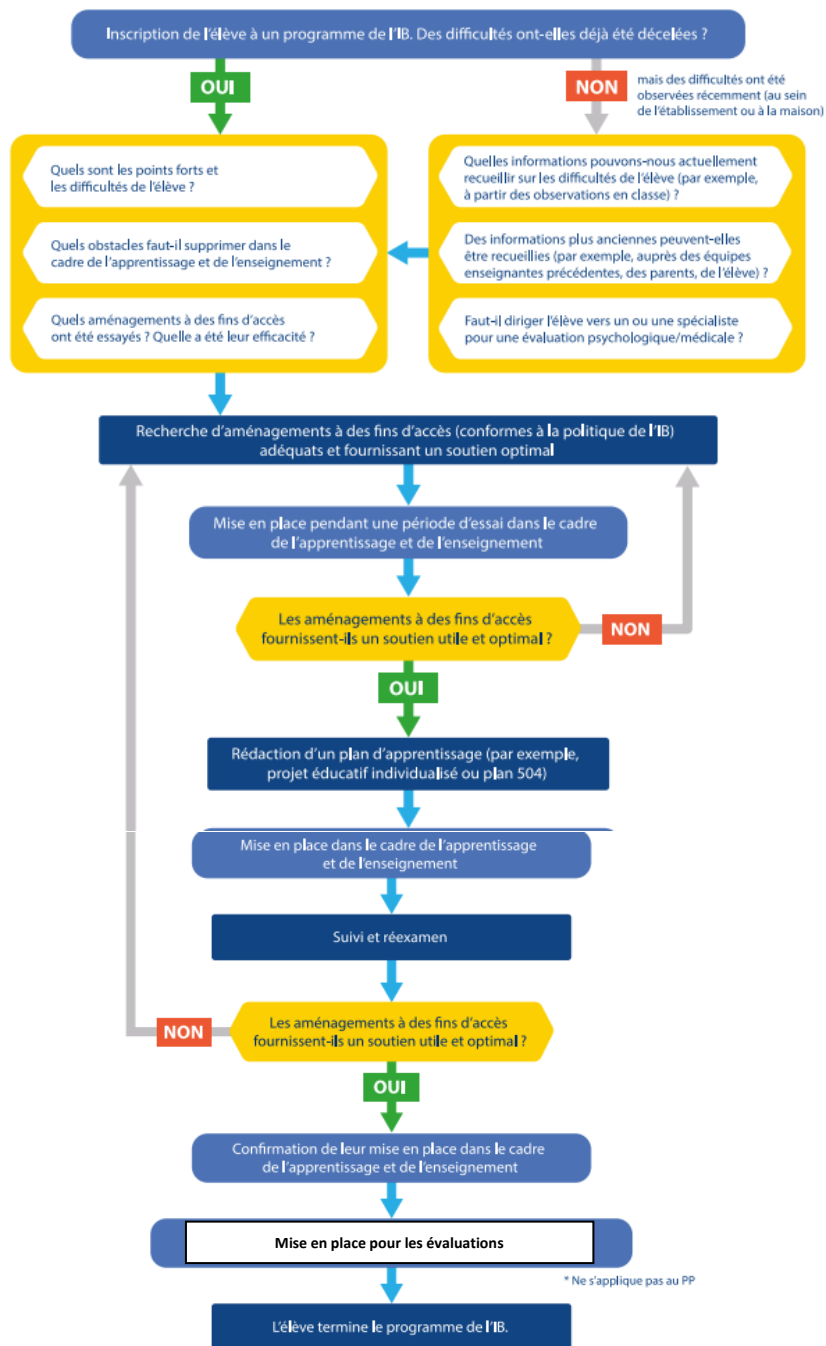 Inscription de l'élève à un programme de l'IB. Des difficultés ont-elles déjà été décelées ?
OUI
NON
mais des difficultés ont été
observées récemment (au sein
de l'établissement ou à la maison)
Quels sont les points forts et
les difficultés de l'élève ?
Quels obstacles faut-il supprimer dans le
cadre de l'apprentissage et de l'enseignement ?
Quels aménagements à des fins d'accès
ont été essayés ? Quelle a été leur efficacité ?
Quelles informations pouvons-nous actuellement
recueillir sur les difficultés de l'élève (par exemple,
à partir des observations en classe) ?
Des informations plus anciennes peuvent-elles
être recueillies (par exemple, auprès des équipes
enseignantes précédentes, des parents, de l'élève) ?
Faut-il diriger l'élève vers un ou une spécialiste
pour une évaluation psychologique/médicale ?
Recherche d'aménagements à des fins d'accès (conformes à la politique de l'IB)
adéquats et fournissant un soutien optimal
Mise en place pendant une période d'essai dans le cadre
de l'apprentissage et de l'enseignement
Les aménagements à des fins d'accès
fournissent-ils un soutien utile et optimal ?
NON
OUI
Rédaction d'un plan d'apprentissage (par exemple,
projet éducatif individualisé ou plan 504)
Mise en place dans le cadre de l'apprentissage
et de l'enseignement
Suivi et réexamen
Les aménagements à des fins d'accès
fournissent-ils un soutien utile et optimal ?
NON
OUI
Confirmation de leur mise en place dans le cadre
de l'apprentissage et de l'enseignement
Mise en place pour les évaluations
* Ne s'applique pas au PP
L'élève termine le programme de l'IB.